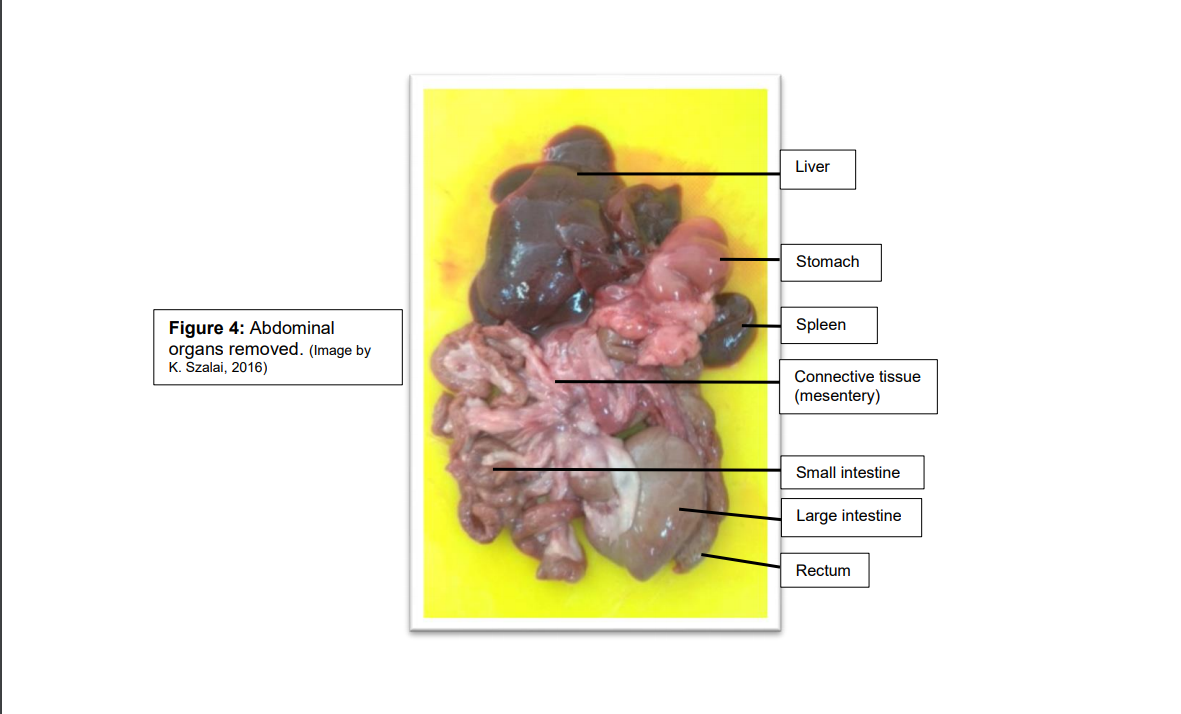 Liver
Stomach
Spleen
Figure 4: Abdominal
organs removed. (Image by
K. Szalai, 2016)
Connective tissue
(mesentery)
Small intestine
Large intestine
Rectum